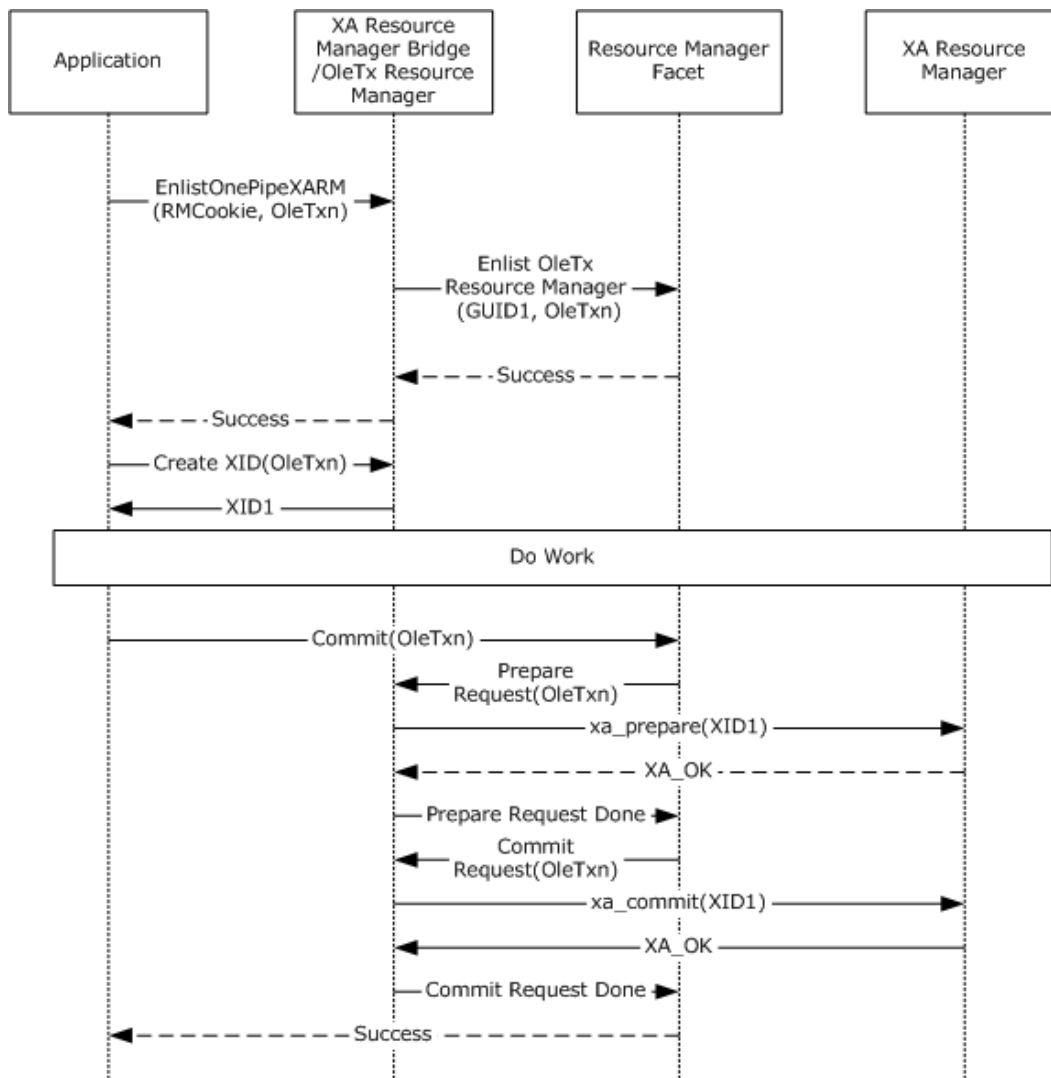 Application
XA Resource
Manager Bridge
/OleTx Resource
Manager
Resource Manager
Facet
XA Resource
Manager
EnlistOnePipeXARM
(RMCookie, OleTxn)
Enlist OleTx
Resource Manager
(GUID1, OleTxn)
Success
Success
Create XID(OleTxn)
XID1
Do Work
Commit(OleTxn)
Prepare
Request(OleTxn)
xa_prepare(XID1)
XA_OK
Prepare Request Done
Commit
Request(OleTxn)
xa_commit(XID1)
XA_OK
Commit Request Done
Success